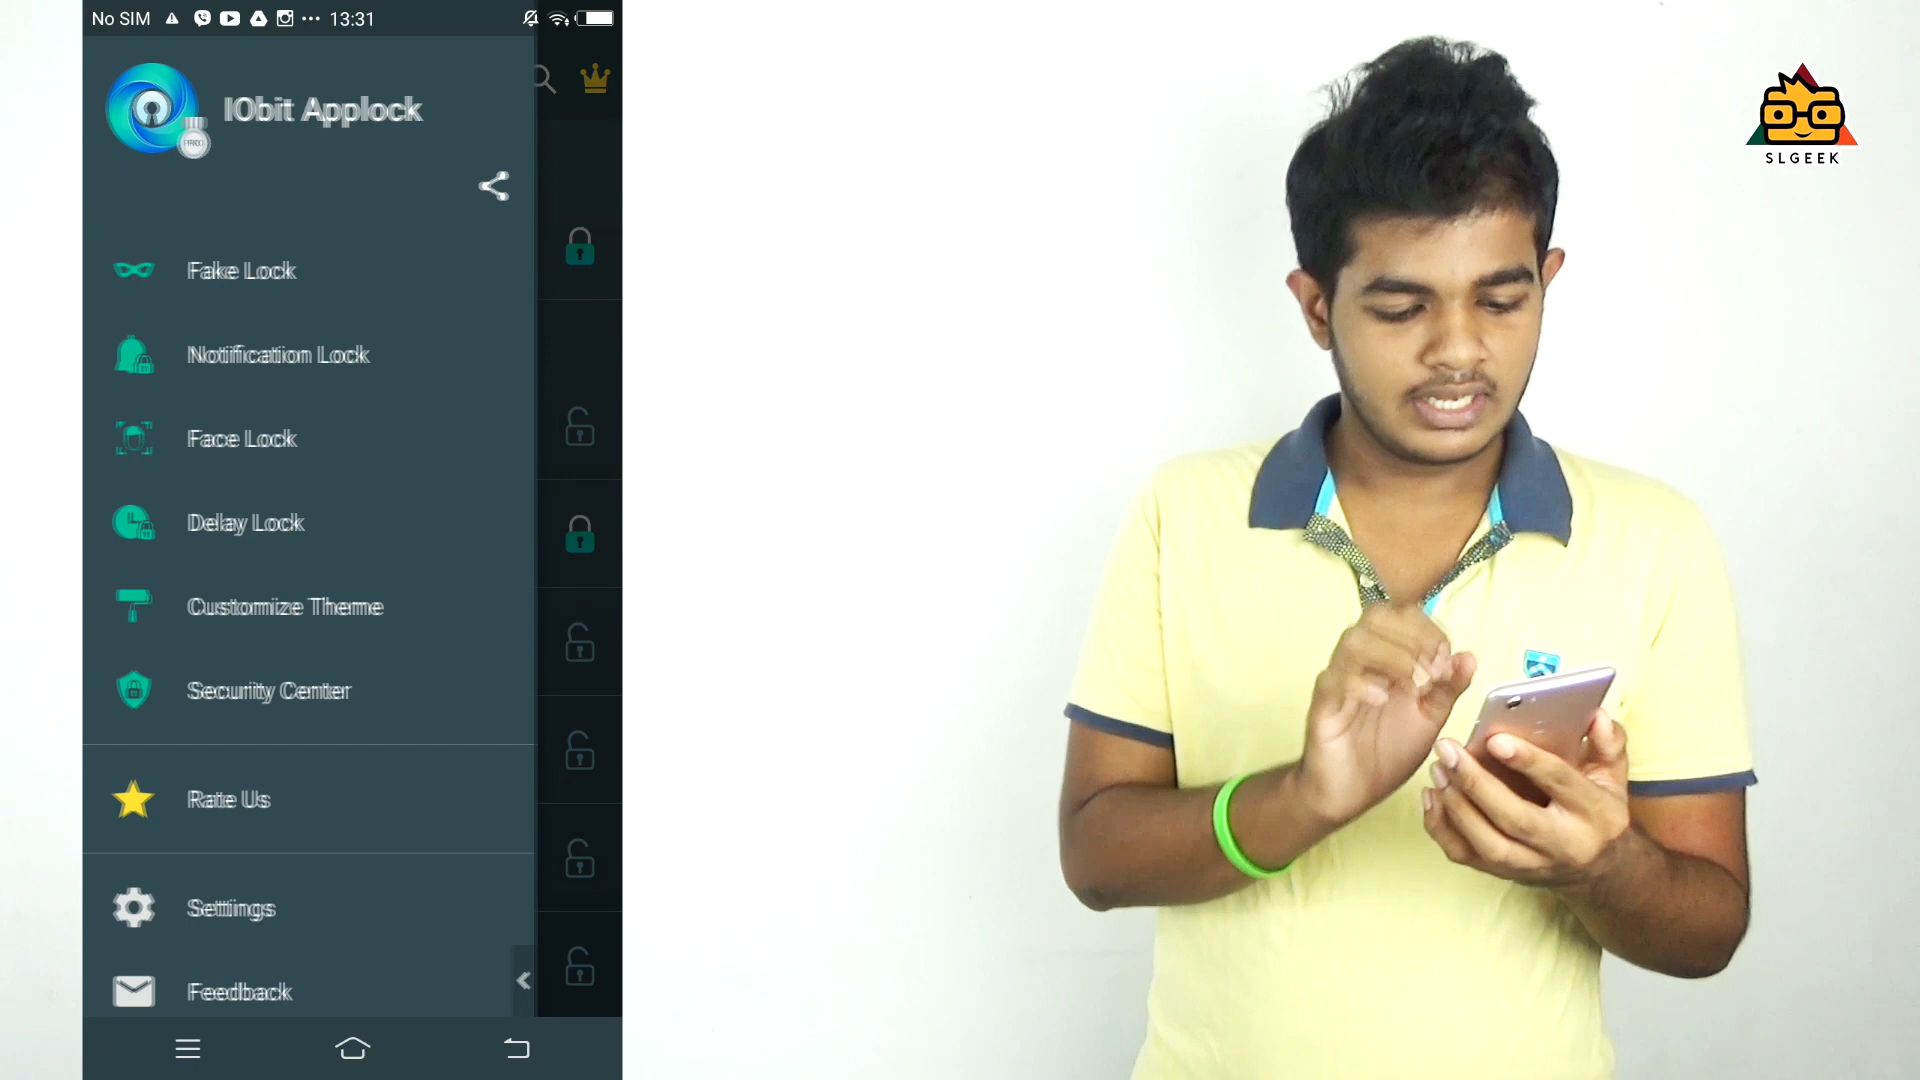 No SIM
13:31
IObit Applock
PRO
Fake Lock
Notification Lock
Face Lock
Delay Lock
Customize Theme
Security Center
Rate Us
Settings
Feedback
SLGEEK